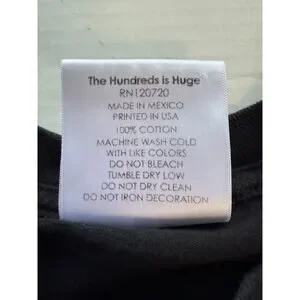 The Hundreds is Huge
RN120720
MADE IN MEXICO
PRINTED IN USA
100% COTTON
MACHINE WASH COLD
WITH LIKE COLORS
DO NOT BLEACH
TUMBLE DRY LOW
DO NOT DRY CLEAN
DO NOT IRON DECORATION